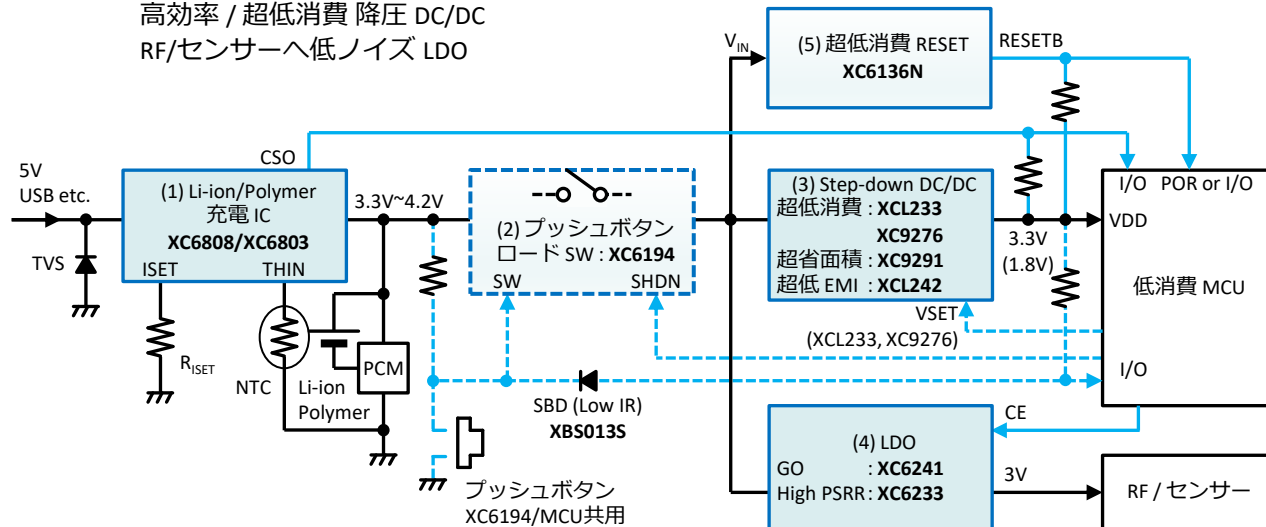 高効率 / 超低消費 降圧 DC/DC
RF/センサーへ低ノイズ LDO
VIN
(5) 超低消費 RESET
XC6136N
RESETB
CSO
5V
USB etc.
(1) Li-ion/Polymer
充電 IC
XC6808/XC6803
ISET
THIN
3.3V~4.2V
TVS
RISET
NTC
Li-ion
Polymer
PCM
(2) プッシュボタン
ロード SW : XC6194
SW
SHDN
(3) Step-down DC/DC
超低消費 : XCL233
XC9276
超省面積 : XC9291
超低 EMI : XCL242
VSET
(XCL233, XC9276)
3.3V
(1.8V)
I/O
POR or I/O
VDD
低消費 MCU
I/O
SBD (Low IR)
XBS013S
プッシュボタン
XC6194/MCU共用
CE
(4) LDO
GO : XC6241
High PSRR : XC6233
3V
RF / センサー